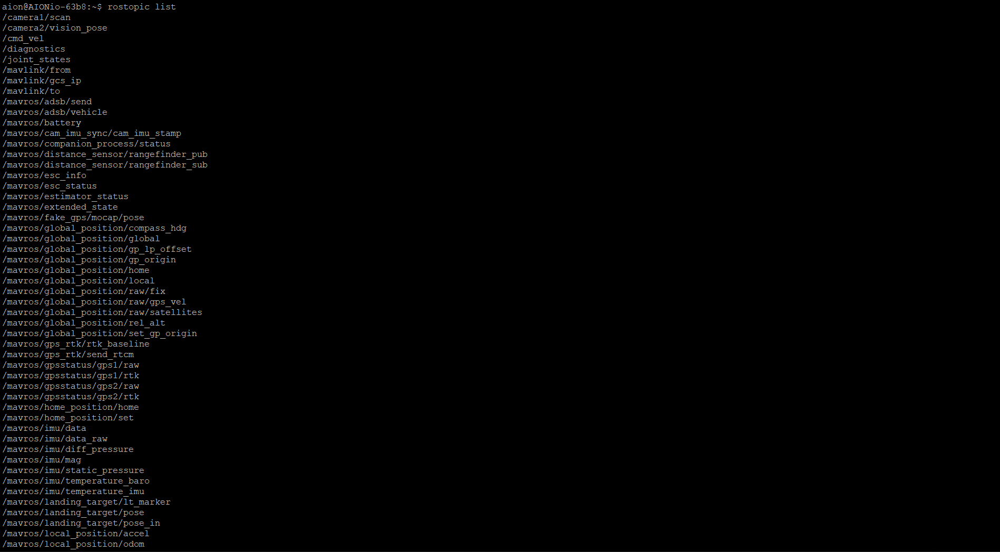 aion@AIONio-63b8:~$ rostopic list
/camera1/scan
/camera2/vision_pose
/cmd_vel
/diagnostics
/joint_states
/mavlink/from
/mavlink/gcs_ip
/mavlink/to
/mavros/adsb/send
/mavros/adsb/vehicle
/mavros/battery
/mavros/cam_imu_sync/cam_imu_stamp
/mavros/companion_process/status
/mavros/distance_sensor/rangefinder_pub
/mavros/distance_sensor/rangefinder_sub
/mavros/esc_info
/mavros/esc_status
/mavros/estimator_status
/mavros/extended_state
/mavros/fake_gps/mocap/pose
/mavros/global_position/compass_hdg
/mavros/global_position/global
/mavros/global_position/gp_lp_offset
/mavros/global_position/gp_origin
/mavros/global_position/home
/mavros/global_position/local
/mavros/global_position/raw/fix
/mavros/global_position/raw/gps_vel
/mavros/global_position/raw/satellites
/mavros/global_position/rel_alt
/mavros/global_position/set_gp_origin
/mavros/gps_rtk/rtk_baseline
/mavros/gps_rtk/send_rtcm
/mavros/gpsstatus/gps1/raw
/mavros/gpsstatus/gps1/rtk
/mavros/gpsstatus/gps2/raw
/mavros/gpsstatus/gps2/rtk
/mavros/home_position/home
/mavros/home_position/set
/mavros/imu/data
/mavros/imu/data_raw
/mavros/imu/diff_pressure
/mavros/imu/mag
/mavros/imu/static_pressure
/mavros/imu/temperature_baro
/mavros/imu/temperature_imu
/mavros/landing_target/lt_marker
/mavros/landing_target/pose
/mavros/landing_target/pose_in
/mavros/local_position/accel
/mavros/local_position/odom